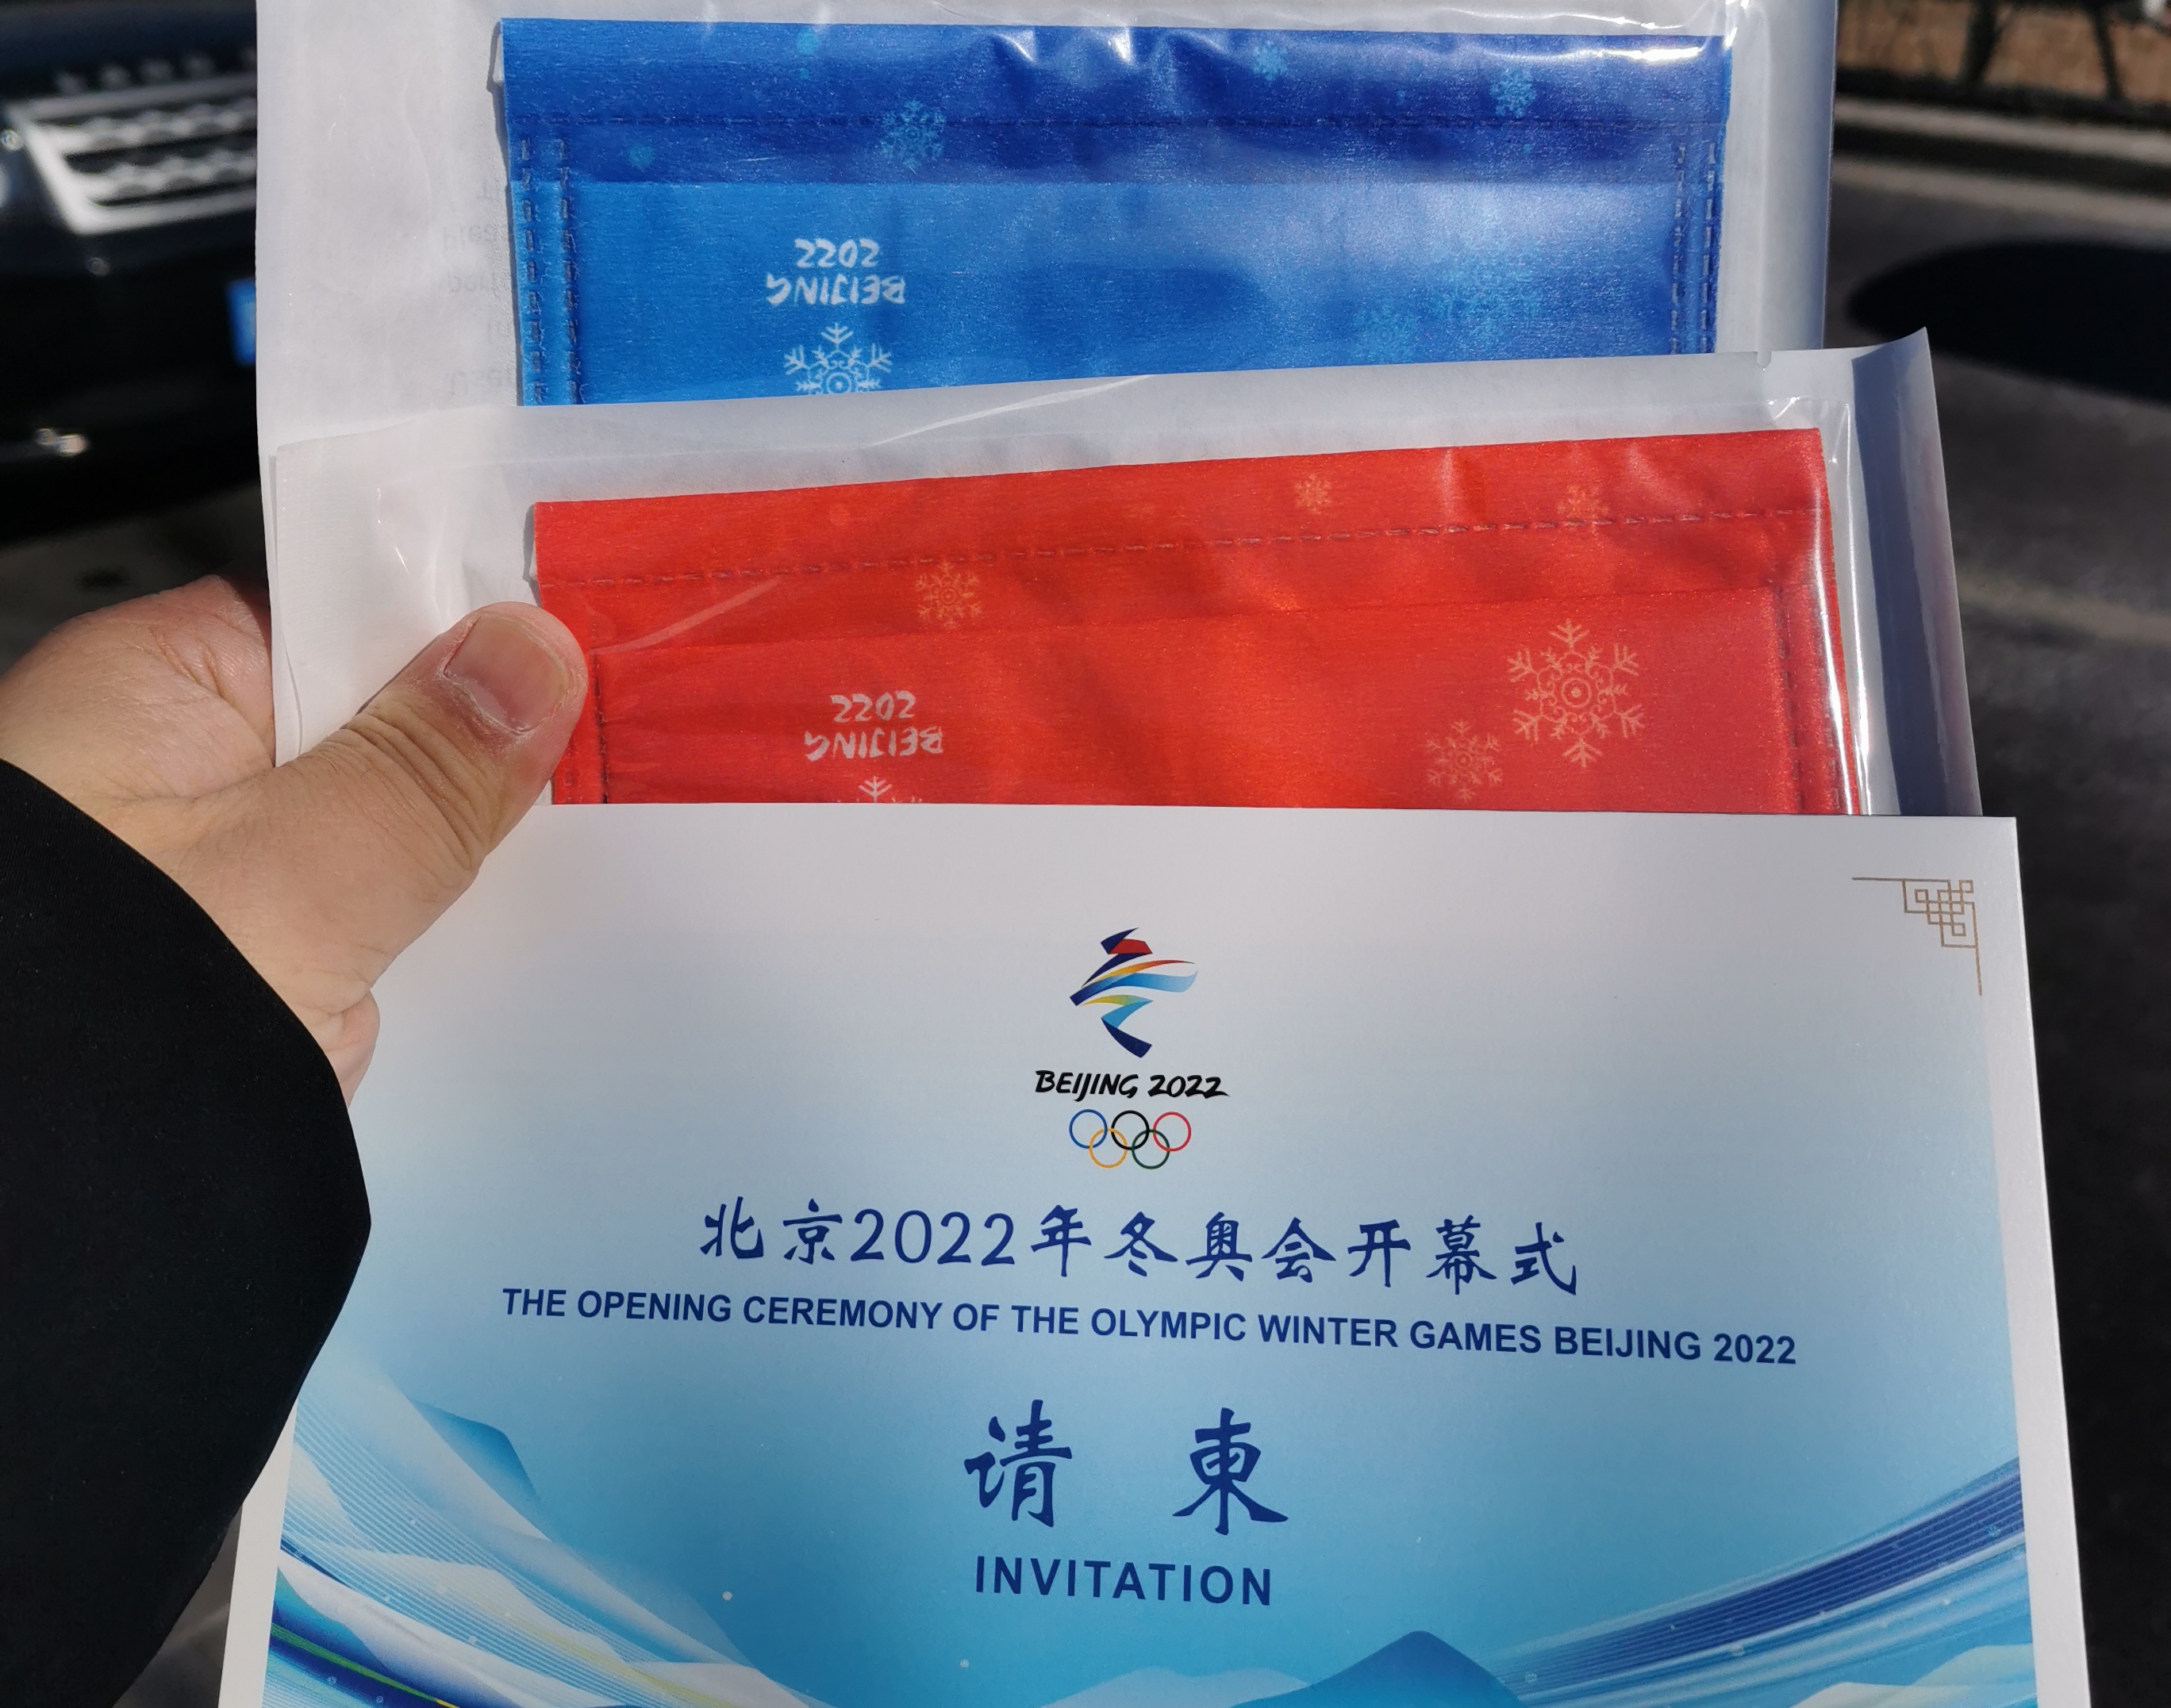 BEIJING
2022
BEIJING
2022
BEIJING 2022
北京2022年冬奥会开幕式
THE OPENING CEREMONY OF THE OLYMPIC WINTER GAMES BEIJING 2022
请柬
INVITATION